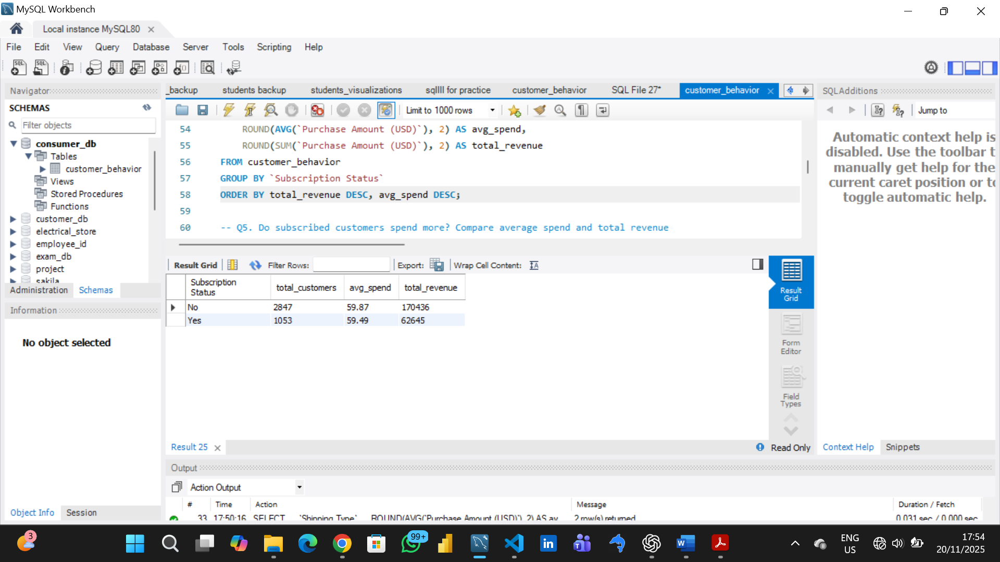 MySQL Workbench
Local instance MySQL80
File Edit View Query Database Server Tools Scripting Help
Navigator
SCHEMAS
Filter objects
consumer_db
Tables
customer_behavior
Views
Stored Procedures
Functions
customer_db
electrical_store
employee_id
exam_db
project
sakila
Administration Schemas
Information
No object selected
Object Info Session
_backup students backup students_visualizations sqllll for practice customer_behavior SQL File 27* customer_behavior
Limit to 1000 rows
54 ROUND(AVG(`Purchase Amount (USD)`), 2) AS avg_spend,
55 ROUND(SUM(`Purchase Amount (USD)`), 2) AS total_revenue
56 FROM customer_behavior
57 GROUP BY `Subscription Status`
58 ORDER BY total_revenue DESC, avg_spend DESC;
59
60 -- Q5. Do subscribed customers spend more? Compare average spend and total revenue
Result Grid Filter Rows: Export: Wrap Cell Content:
Subscription Status total_customers avg_spend total_revenue
No 2847 59.87 170436
Yes 1053 59.49 62645
Result Grid
Form Editor
Field Types
Result 25
Read Only
SQLAdditions
Jump to
Automatic context help is
disabled. Use the toolbar t
manually get help for the
current caret position or to
toggle automatic help.
Context Help Snippets
Output
Action Output
# Time Action Message Duration / Fetch
33 17:50:16 SELECT `Shipping Type` ROUND(AVG(`Purchase Amount (USD)`), 2) AS av 2 row(s) returned 0.031 sec / 0.000 sec
3
99+
ENG
US
17:54
20/11/2025